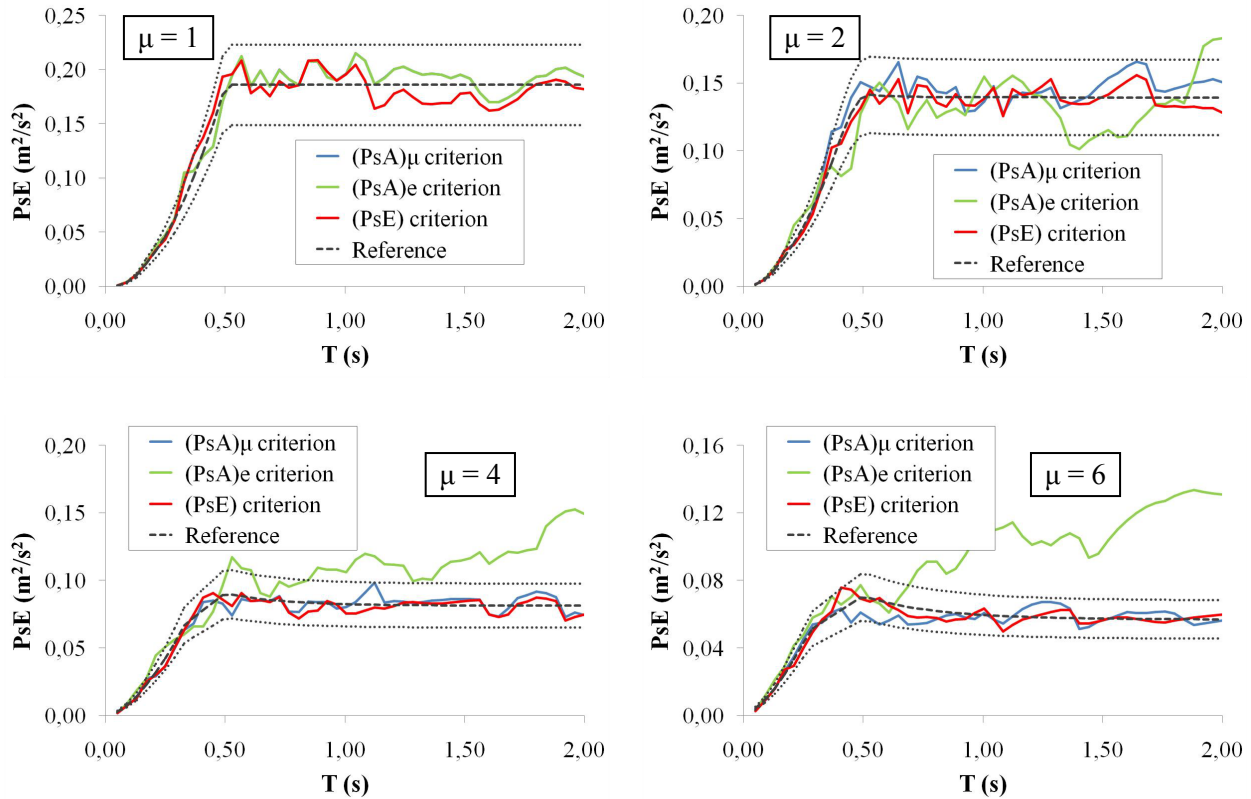 μ = 1
PsE (m²/s²)
0,25
0,20
0,15
0,10
0,05
0,00
(PsA)μ criterion
(PsA)e criterion
(PsE) criterion
Reference
0,00 0,50 1,00 1,50 2,00
T (s)
μ = 2
PsE (m²/s²)
0,20
0,15
0,10
0,05
0,00
(PsA)μ criterion
(PsA)e criterion
(PsE) criterion
Reference
0,00 0,50 1,00 1,50 2,00
T (s)
μ = 4
PsE (m²/s²)
0,20
0,15
0,10
0,05
0,00
(PsA)μ criterion
(PsA)e criterion
(PsE) criterion
Reference
0,00 0,50 1,00 1,50 2,00
T (s)
μ = 6
PsE (m²/s²)
0,16
0,12
0,08
0,04
0,00
(PsA)μ criterion
(PsA)e criterion
(PsE) criterion
Reference
0,00 0,50 1,00 1,50 2,00
T (s)